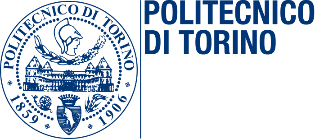 POLITECNICO DI TORINO
1859
1906
POLITECNICO
DI TORINO